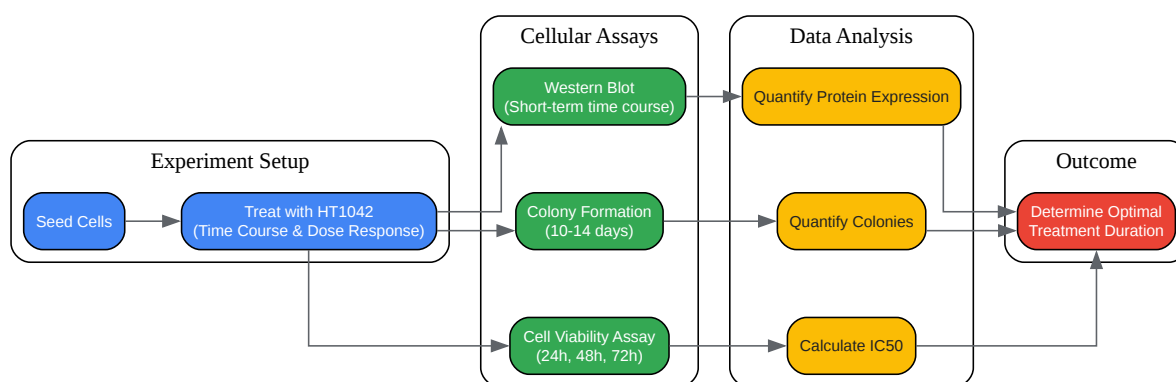 Experiment Setup
Seed Cells
Treat with HT1042
(Time Course & Dose Response)
Cellular Assays
Western Blot
(Short-term time course)
Colony Formation
(10-14 days)
Cell Viability Assay
(24h, 48h, 72h)
Data Analysis
Quantify Protein Expression
Quantify Colonies
Calculate IC50
Outcome
Determine Optimal
Treatment Duration